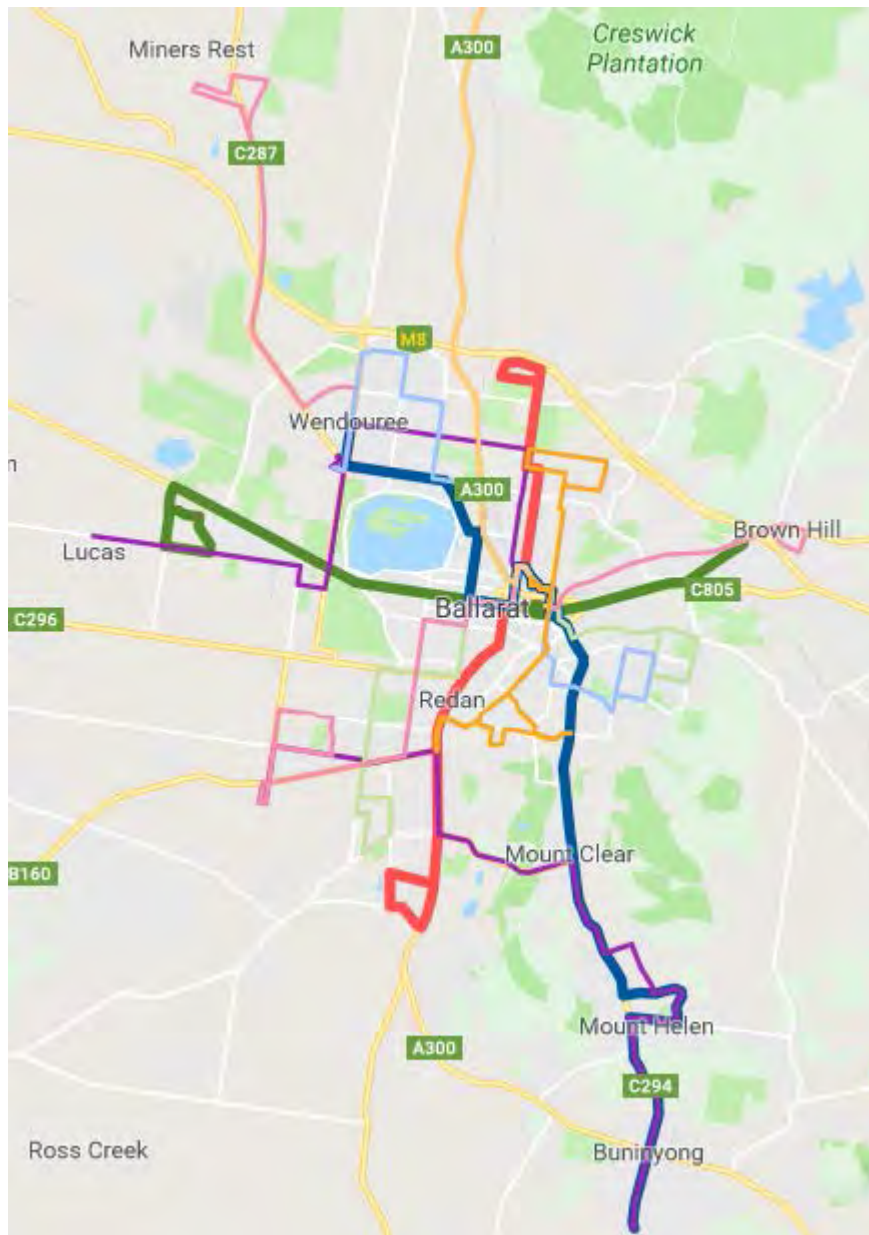 Miners Rest
A300
Creswick
Plantation
C287
M8
Wendouree
n
A300
Lucas
Brown Hill
C805
C296
Ballarat
Redan
B160
Mount Clear
Mount Helen
A300
C294
Ross Creek
Buninyong